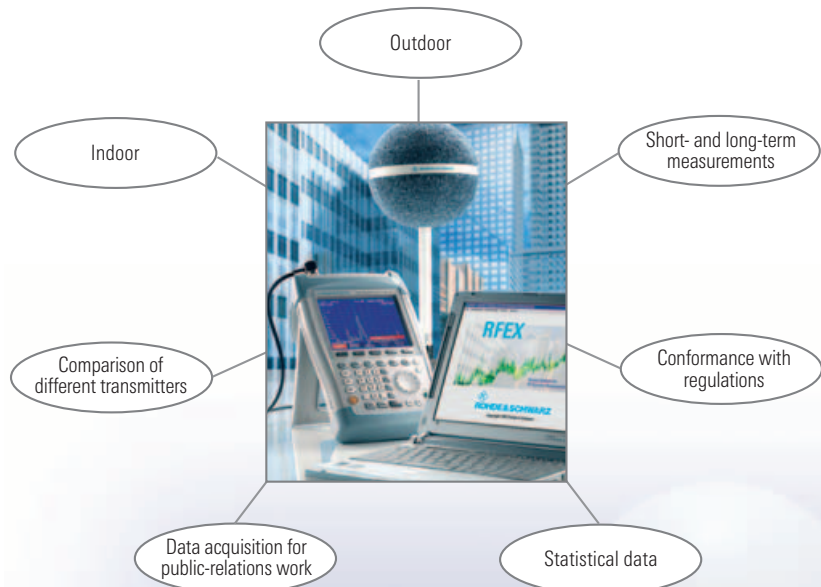 Outdoor
Indoor
Short- and long-term
measurements
RFEX
ROHDE&SCHWARZ
Comparison of
different transmitters
Conformance with
regulations
Data acquisition for
public-relations work
Statistical data